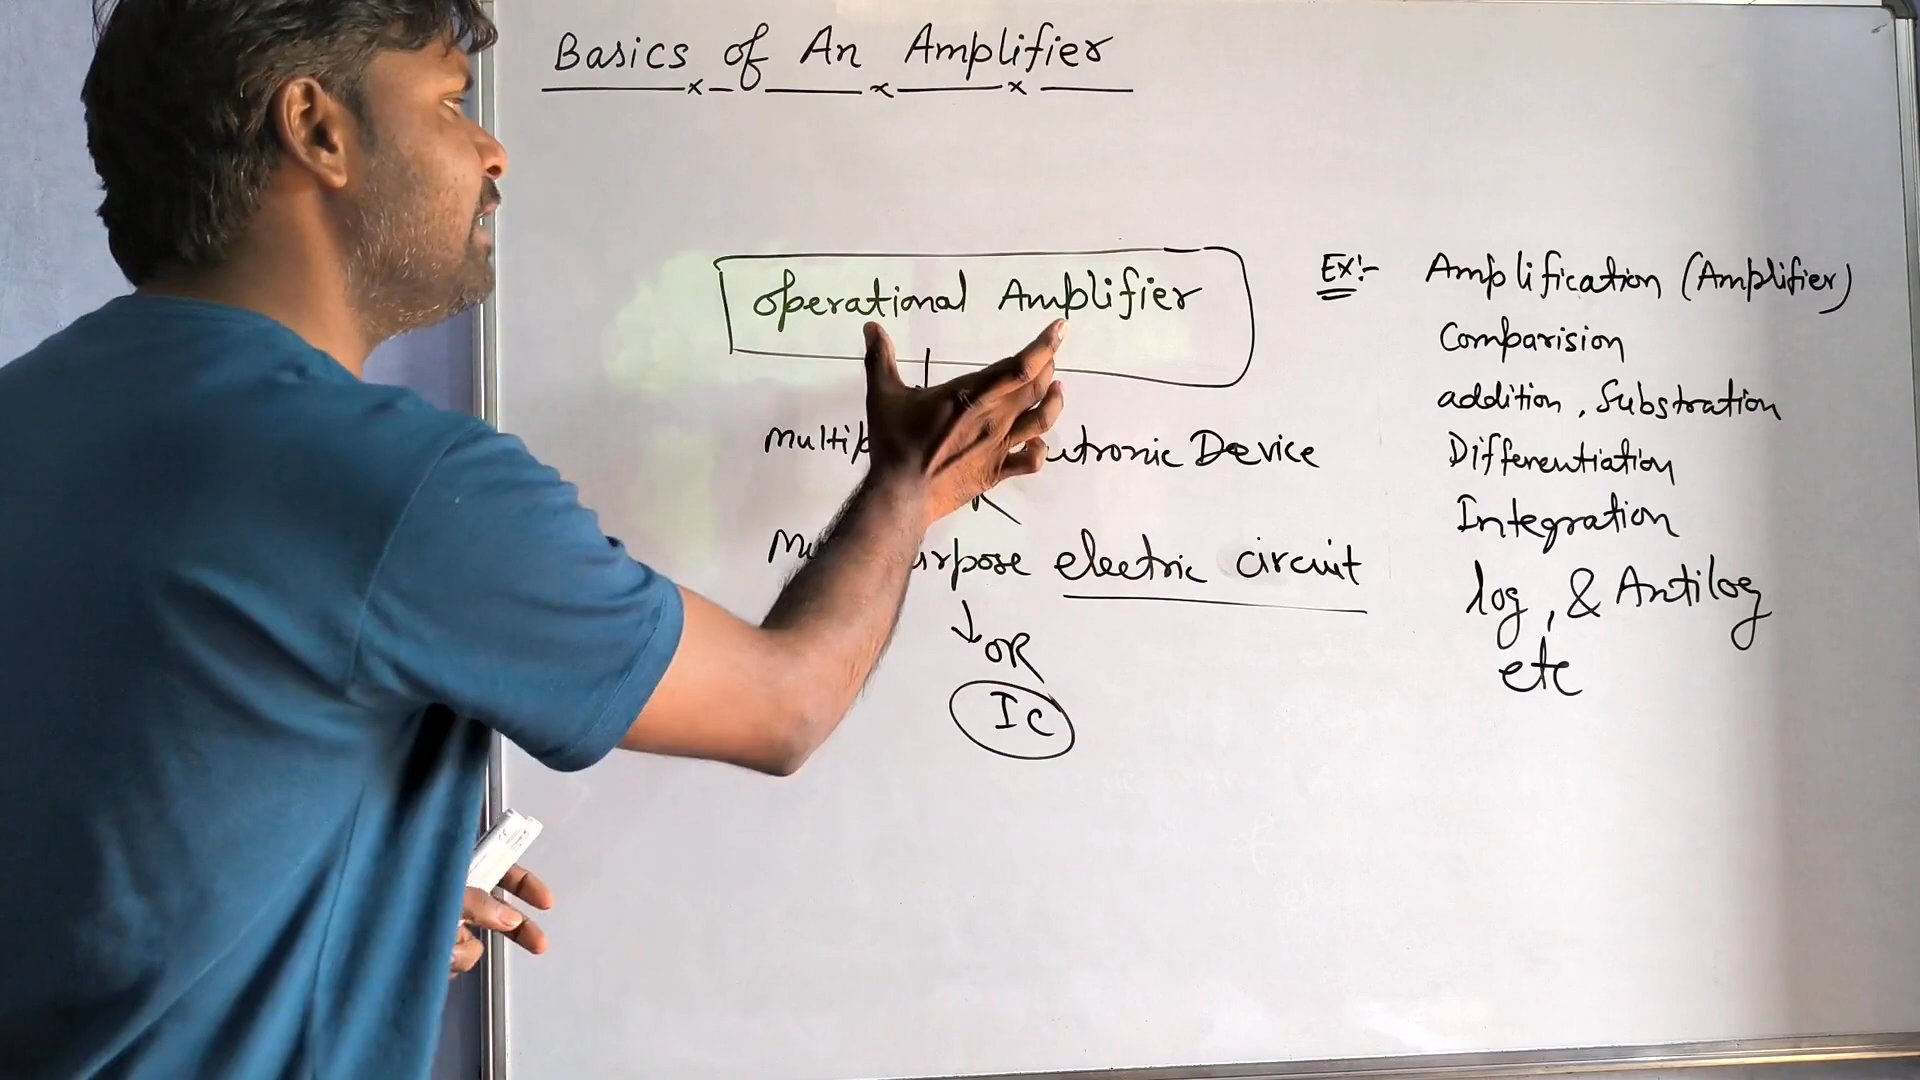 Basics of An Amplifier
Operational Amplifier
Electronic Device
electric circuit
OR
IC
Ex:- Amplification (Amplifier)
Comparision
addition, Substration
Differentiation
Integration
log, & Antilog
etc